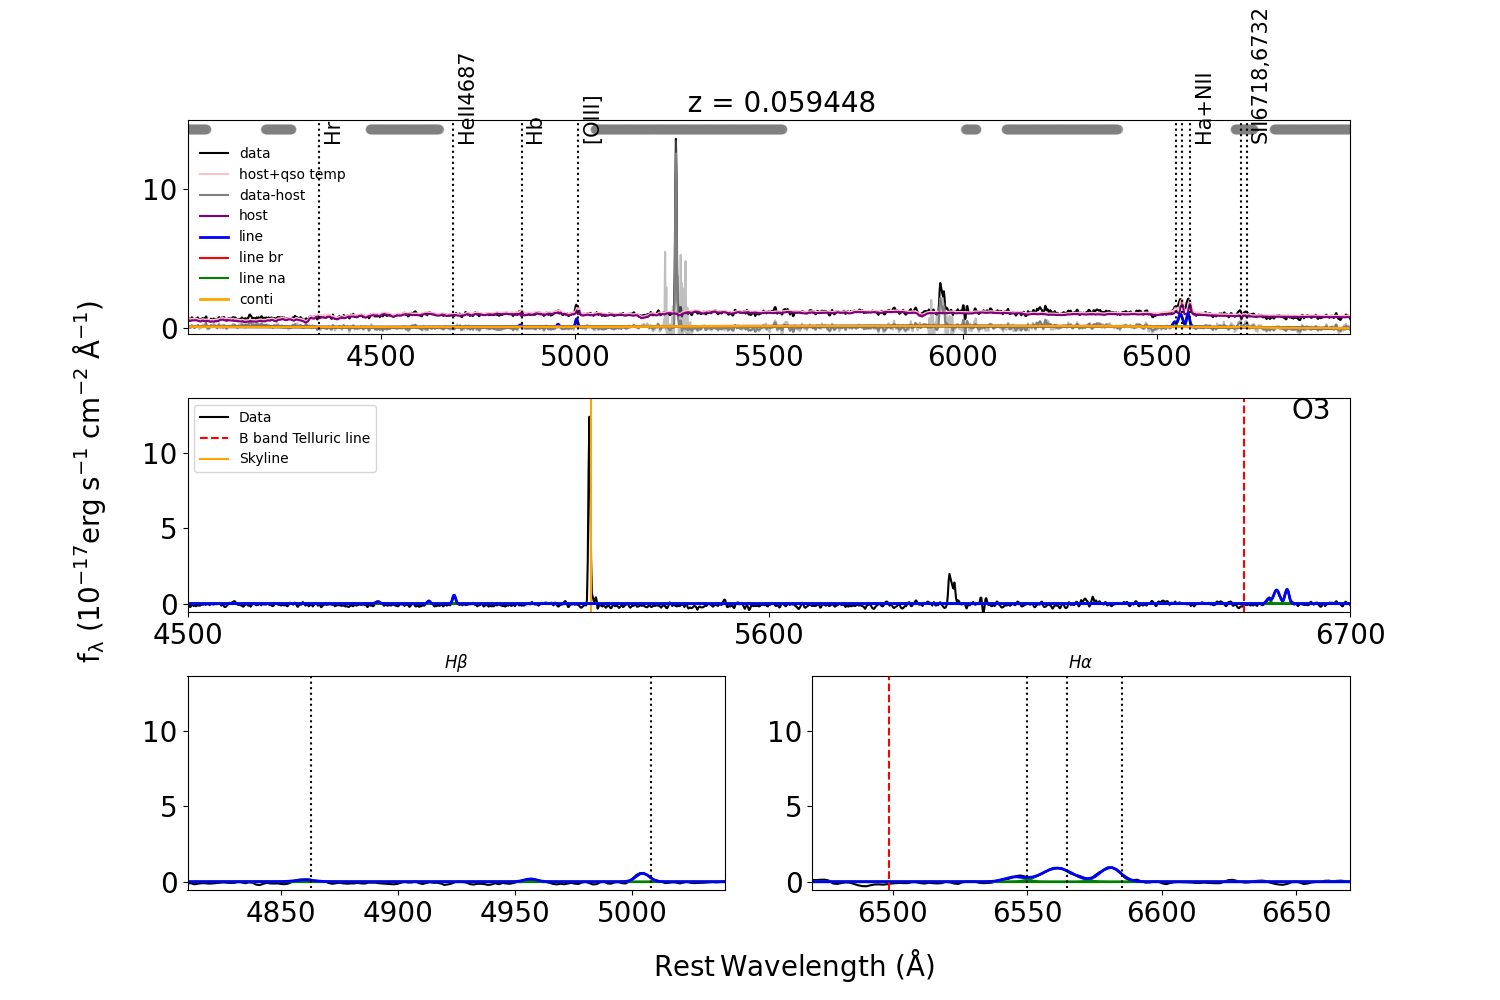 z = 0.059448
Hr
HeII4687
Hb
[OIII]
Ha+NII
SII6718,6732
data
host+qso temp
data-host
host
line
line br
line na
conti
10
0
4500
5000
5500
6000
6500
O3
Data
B band Telluric line
Skyline
10
5
0
4500
5600
6700
fλ (10⁻¹⁷erg s⁻¹ cm⁻² Å⁻¹)
Hβ
10
5
0
4850
4900
4950
5000
Hα
10
5
0
6500
6550
6600
6650
Rest Wavelength (Å)